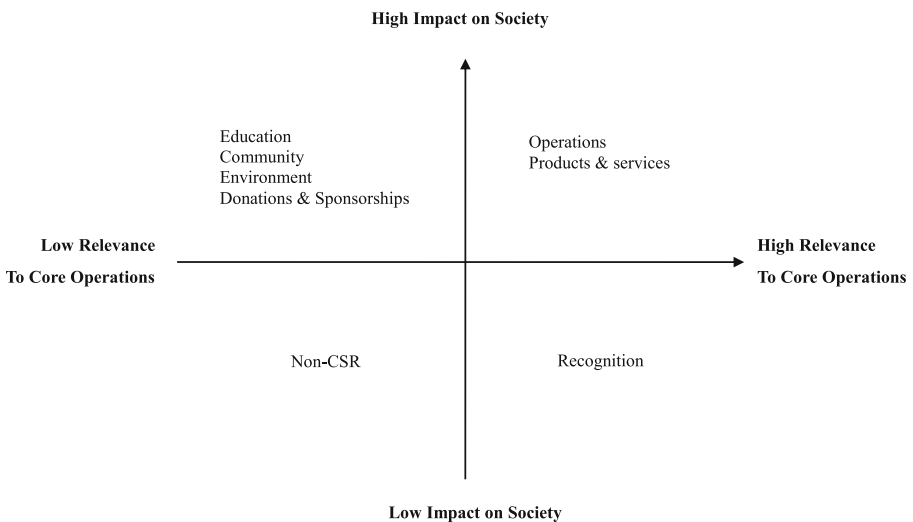 High Impact on Society
Education
Community
Environment
Donations & Sponsorships
Operations
Products & services
Low Relevance
To Core Operations
High Relevance
To Core Operations
Non-CSR
Recognition
Low Impact on Society